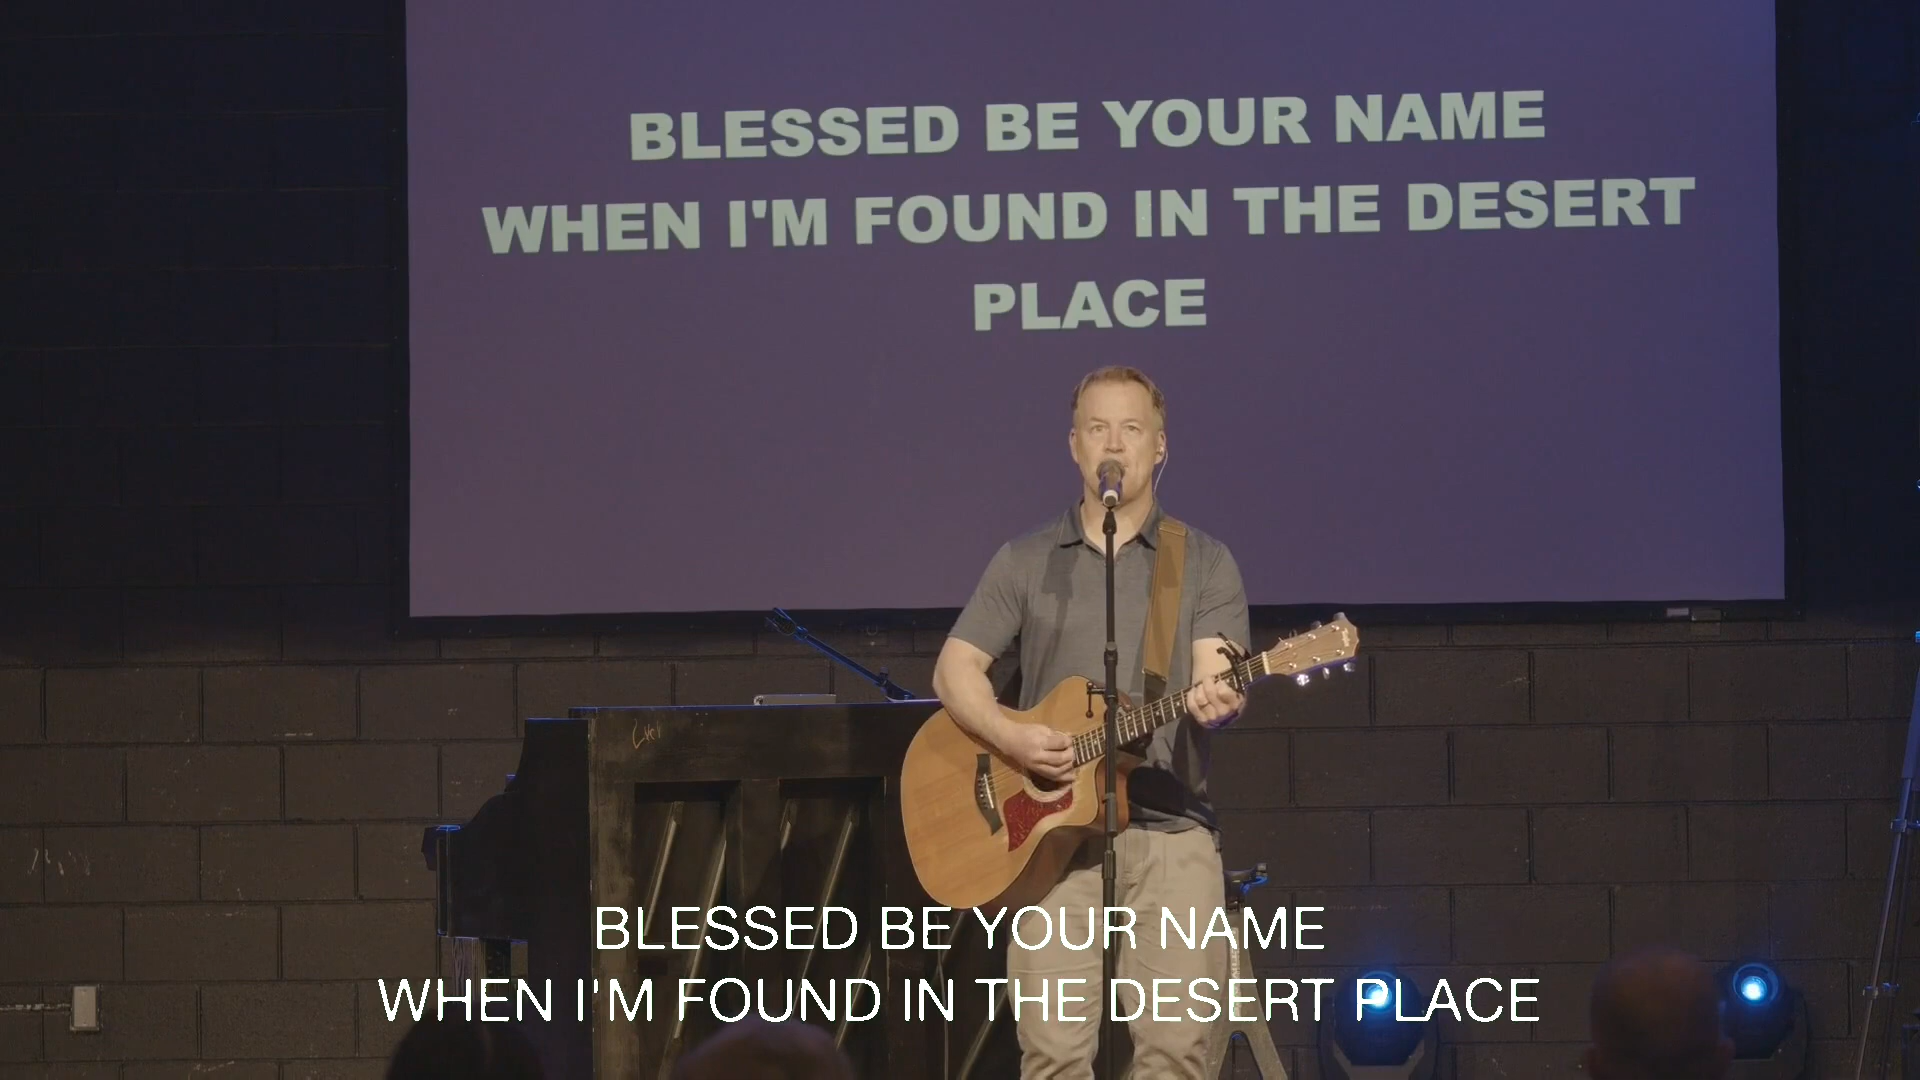 BLESSED BE YOUR NAME
WHEN I'M FOUND IN THE DESERT
PLACE
BLESSED BE YOUR NAME
WHEN I'M FOUND IN THE DESERT PLACE